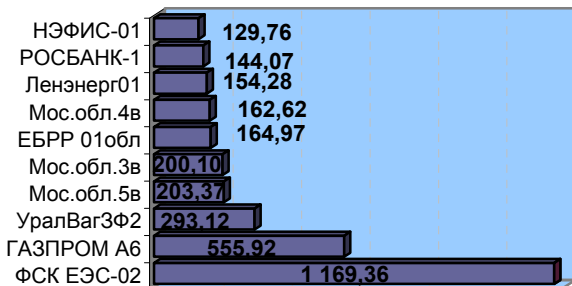 НЭФИС-01 129,76
РОСБАНК-1 144,07
Ленэнерго01 154,28
Мос.обл.4в 162,62
ЕБРР 01обл 164,97
Мос.обл.3в 200,10
Мос.обл.5в 203,37
УралВагЗФ2 293,12
ГАЗПРОМ А6 555,92
ФСК ЕЭС-02 1 169,36